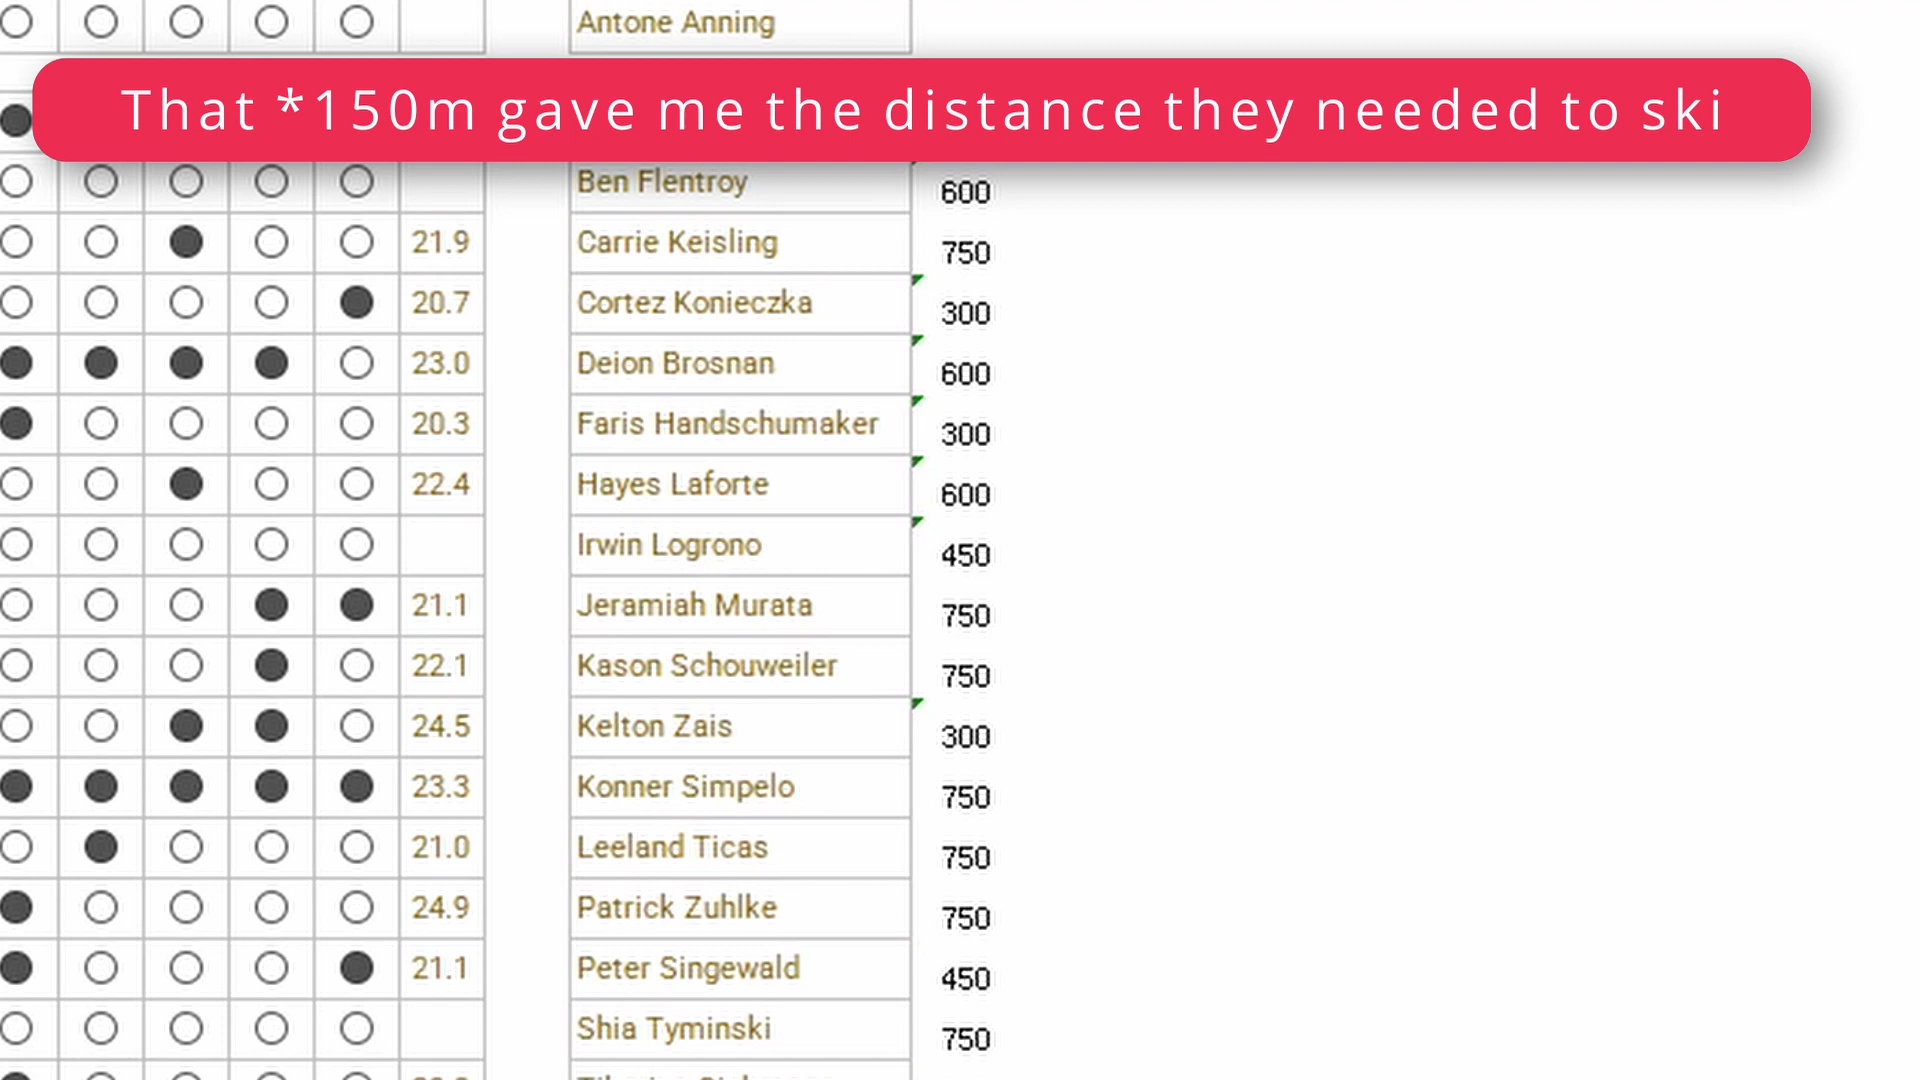 Antone Anning
That *150m gave me the distance they needed to ski
Ben Flentroy 600
21.9 Carrie Keisling 750
20.7 Cortez Konieczka 300
23.0 Deion Brosnan 600
20.3 Faris Handschumaker 300
22.4 Hayes Laforte 600
Irwin Logrono 450
21.1 Jeramiah Murata 750
22.1 Kason Schouweiler 750
24.5 Kelton Zais 300
23.3 Konner Simpelo 750
21.0 Leeland Ticas 750
24.9 Patrick Zuhlke 750
21.1 Peter Singewald 450
Shia Tyminski 750